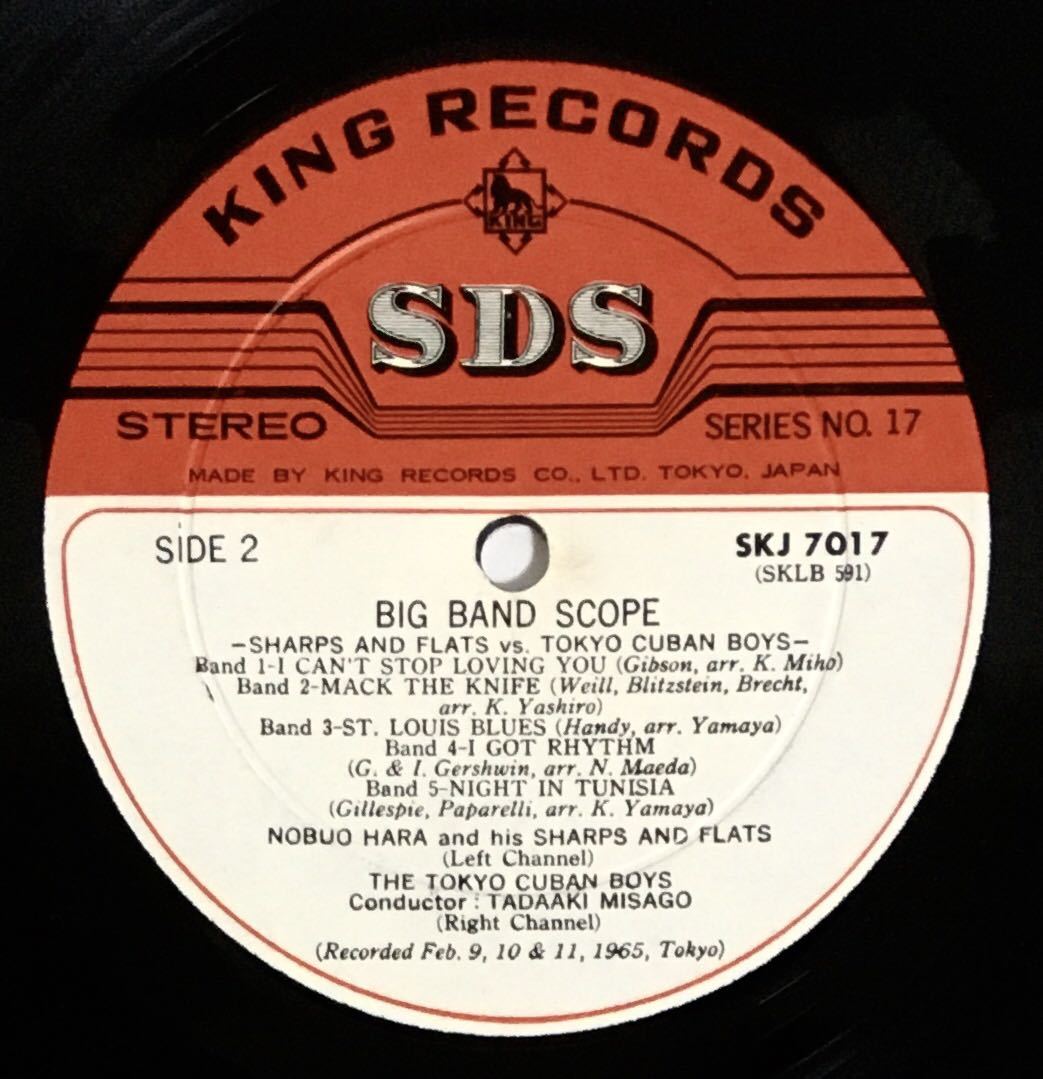 KING RECORDS
KING
SDS
STEREO
SERIES NO. 17
MADE BY KING RECORDS CO., LTD. TOKYO. JAPAN
SIDE 2
SKJ 7017
(SKLB 591)
BIG BAND SCOPE
-SHARPS AND FLATS vs. TOKYO CUBAN BOYS-
Band 1-I CAN'T STOP LOVING YOU (Gibson, arr. K. Miho)
Band 2-MACK THE KNIFE (Weill, Blitzstein, Brecht,
arr. K. Yashiro)
Band 3-ST. LOUIS BLUES (Handy, arr. Yamaya)
Band 4-I GOT RHYTHM
(G. & I. Gershwin, arr. N. Maeda)
Band 5-NIGHT IN TUNISIA
(Gillespie, Paparelli, arr. K. Yamaya)
NOBUO HARA and his SHARPS AND FLATS
(Left Channel)
THE TOKYO CUBAN BOYS
Conductor : TADAAKI MISAGO
(Right Channel)
(Recorded Feb. 9, 10 & 11, 1965, Tokyo)